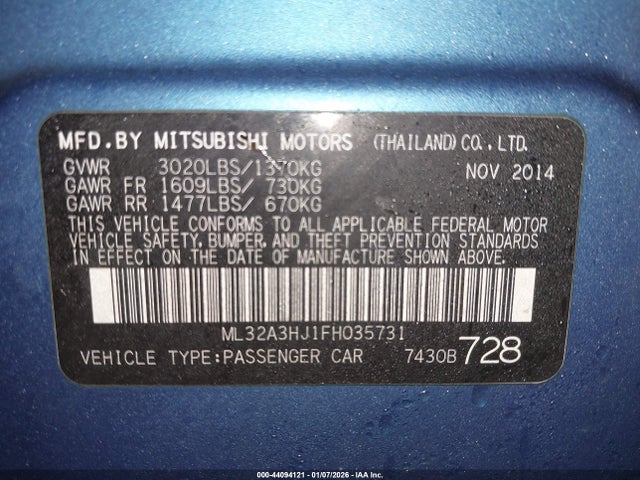 MFD.BY MITSUBISHI MOTORS (THAILAND)CO.,LTD.
GVWR 3020LBS/1370KG NOV 2014
GAWR FR 1609LBS/ 730KG
GAWR RR 1477LBS/ 670KG
THIS VEHICLE CONFORMS TO ALL APPLICABLE FEDERAL MOTOR
VEHICLE SAFETY, BUMPER, AND THEFT PREVENTION STANDARDS
IN EFFECT ON THE DATE OF MANUFACTURE SHOWN ABOVE.
ML32A3HJ1FH035731
VEHICLE TYPE:PASSENGER CAR 7430B 728
000-44094121 - 01/07/2026 - IAA Inc.